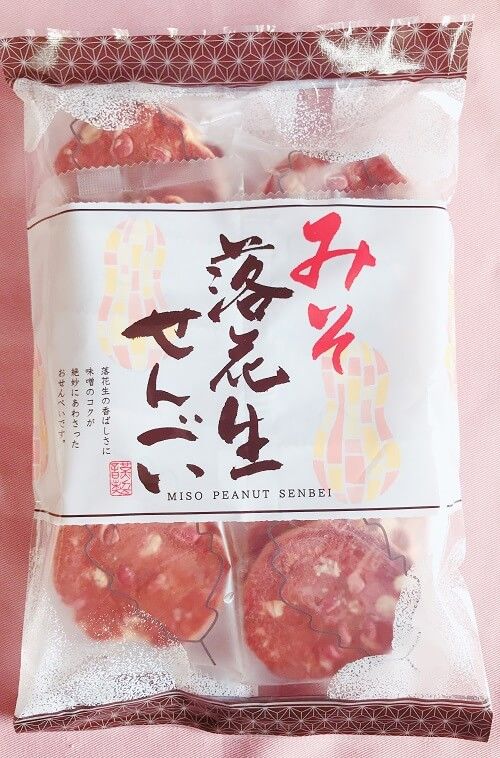 みそ
落花生
せんべい
MISO PEANUT SENBEI
落花生の香ばしさに
味噌のコクが
絶妙にあわさった
おせんべいです。